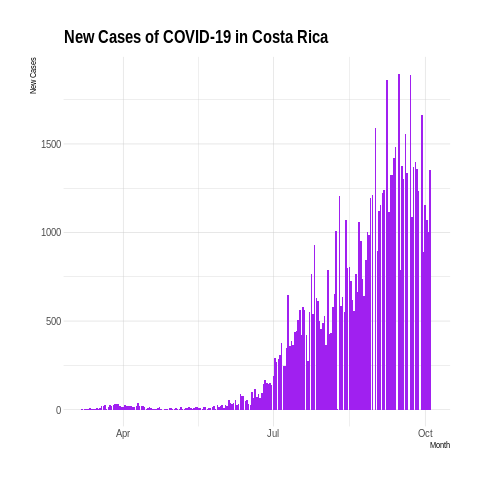 New Cases of COVID-19 in Costa Rica
New Cases
1500
1000
500
0
Apr
Jul
Oct
Month